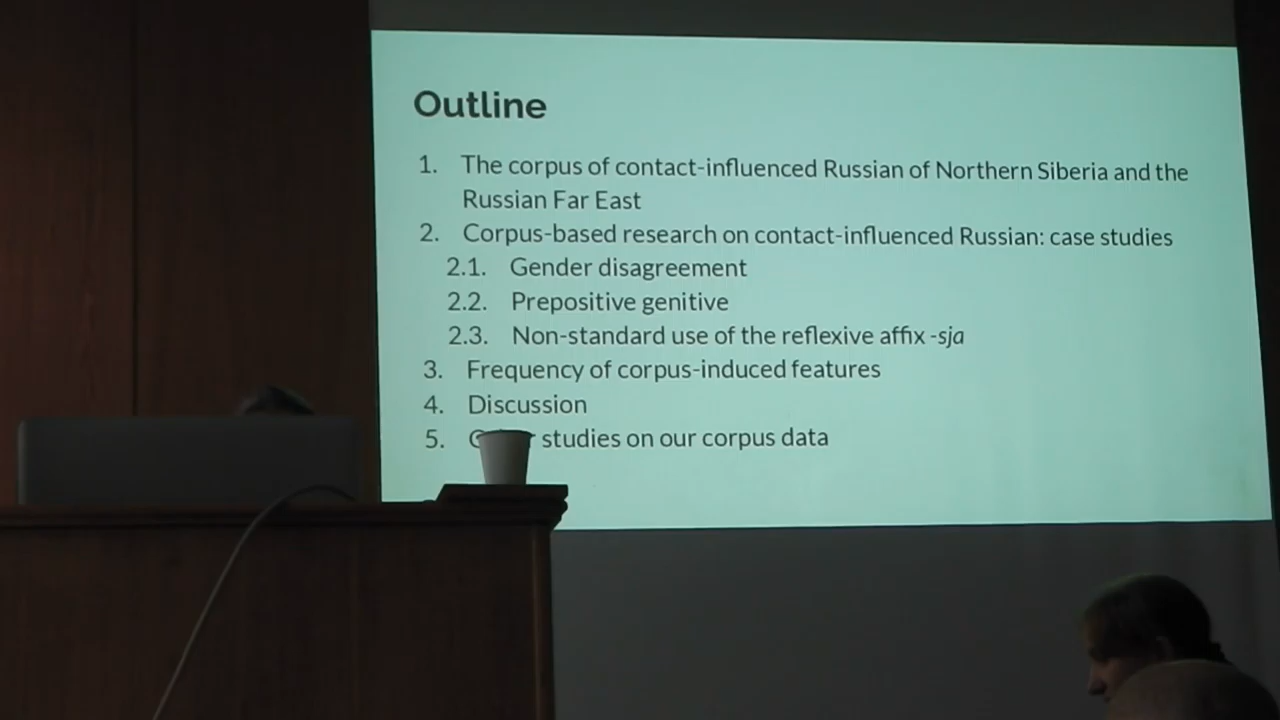 Outline
1. The corpus of contact-influenced Russian of Northern Siberia and the
Russian Far East
2. Corpus-based research on contact-influenced Russian: case studies
2.1. Gender disagreement
2.2. Prepositive genitive
2.3. Non-standard use of the reflexive affix -sja
3. Frequency of corpus-induced features
4. Discussion
5. studies on our corpus data